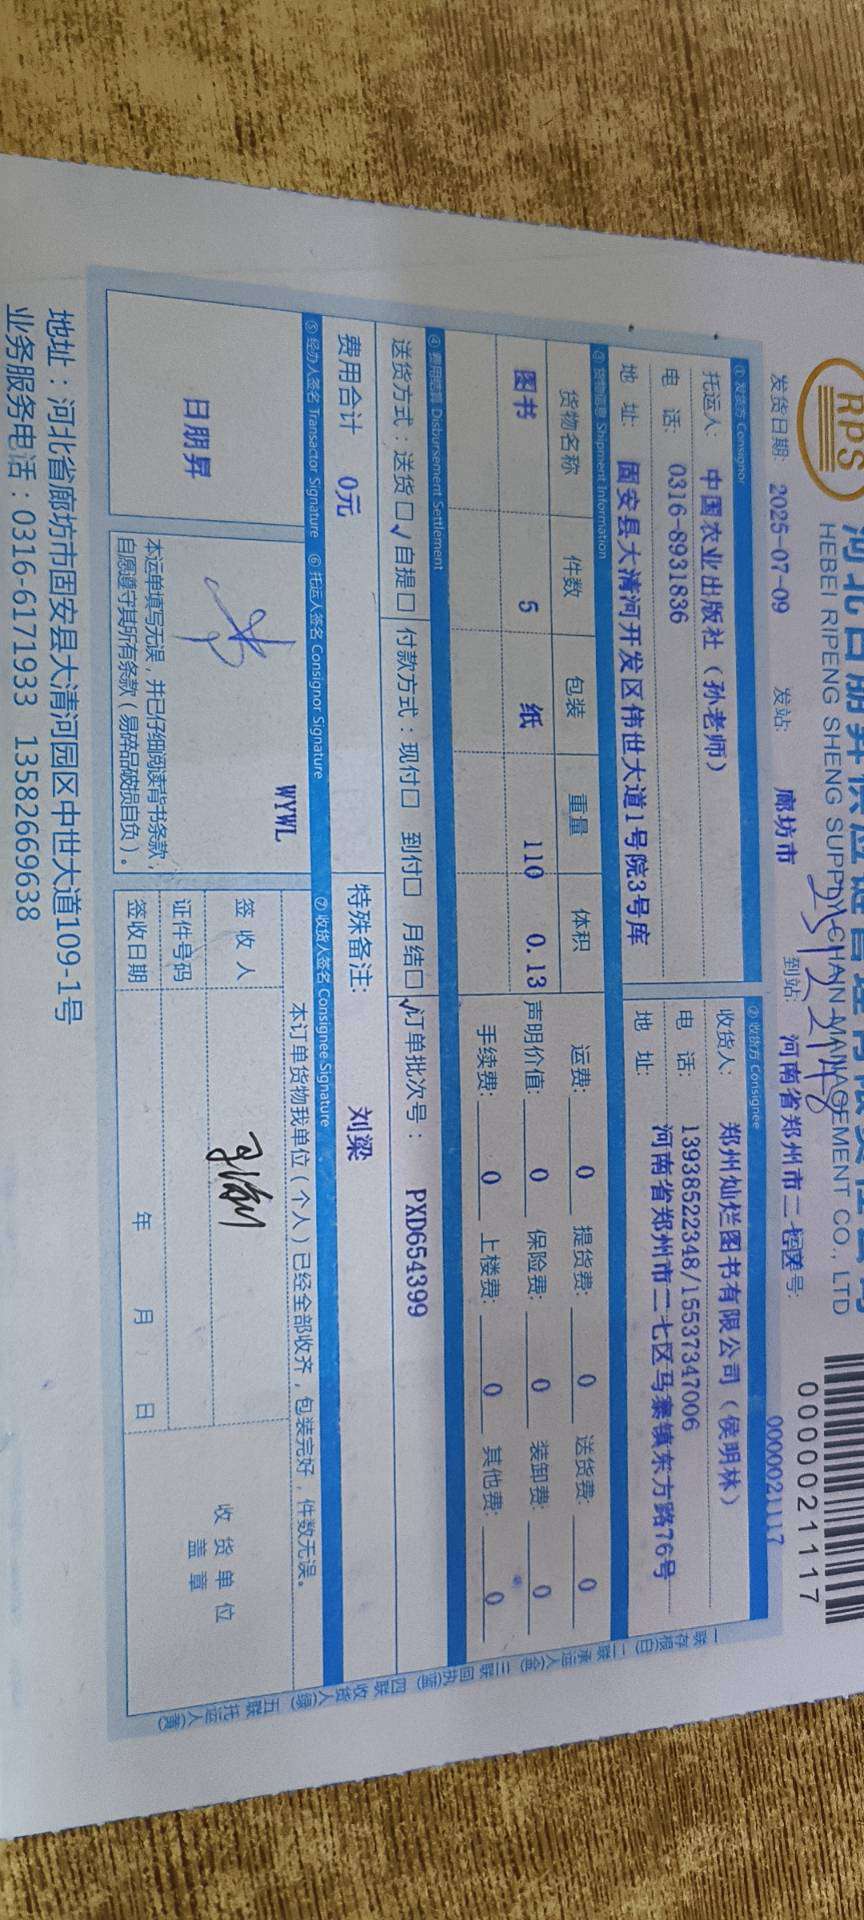 RPS
河北日朋昇供应链管理有限责任公司
HEBEI RIPENG SHENG SUPPLY CHAIN MANAGEMENT CO., LTD
0000021117
发货日期: 2025-07-09 发站: 廊坊市 到站: 河南省郑州市二七区 号: 0000021117
① 发货方 Consignor
② 收货方 Consignee
托运人: 中国农业出版社（孙老师）
收货人: 郑州灿烂图书有限公司（侯明林）
电 话: 0316-8931836
电 话: 13938522348/15537347006
地 址: 固安县大清河开发区伟世大道1号院3号库
地 址: 河南省郑州市二七区马寨镇东方路76号
③ 货物信息 Shipment Information
货物名称 件数 包装 重量 体积
运费: 0 提货费: 0 送货费: 0
图书 5 纸 110 0.13
声明价值: 0 保险费: 0 装卸费: 0
手续费: 0 上楼费: 0 其他费: 0
④ 费用结算 Disbursement Settlement
送货方式：送货□✓自提□ 付款方式：现付□ 到付□ 月结□✓ 订单批次号： PXD654399
费用合计 0元 特殊备注: 刘梁
⑤ 经办人签名 Transactor Signature ⑥ 托运人签名 Consignor Signature ⑦ 收货人签名 Consignee Signature
WYWL
日朋昇
本运单填写无误，并已仔细阅读背书条款，
自愿遵守其所有条款（易碎品破损自负）。
本订单货物我单位（个人）已经全部收齐，包装完好，件数无误。
签 收 人
证件号码
签收日期 年 月 日
收 货 单 位
盖 章
一联存根(白) 二联承运人(金) 三联回执(蓝) 四联收货人(绿) 五联托运人(黄)
地址：河北省廊坊市固安县大清河园区中世大道109-1号
业务服务电话：0316-6171933 13582669638